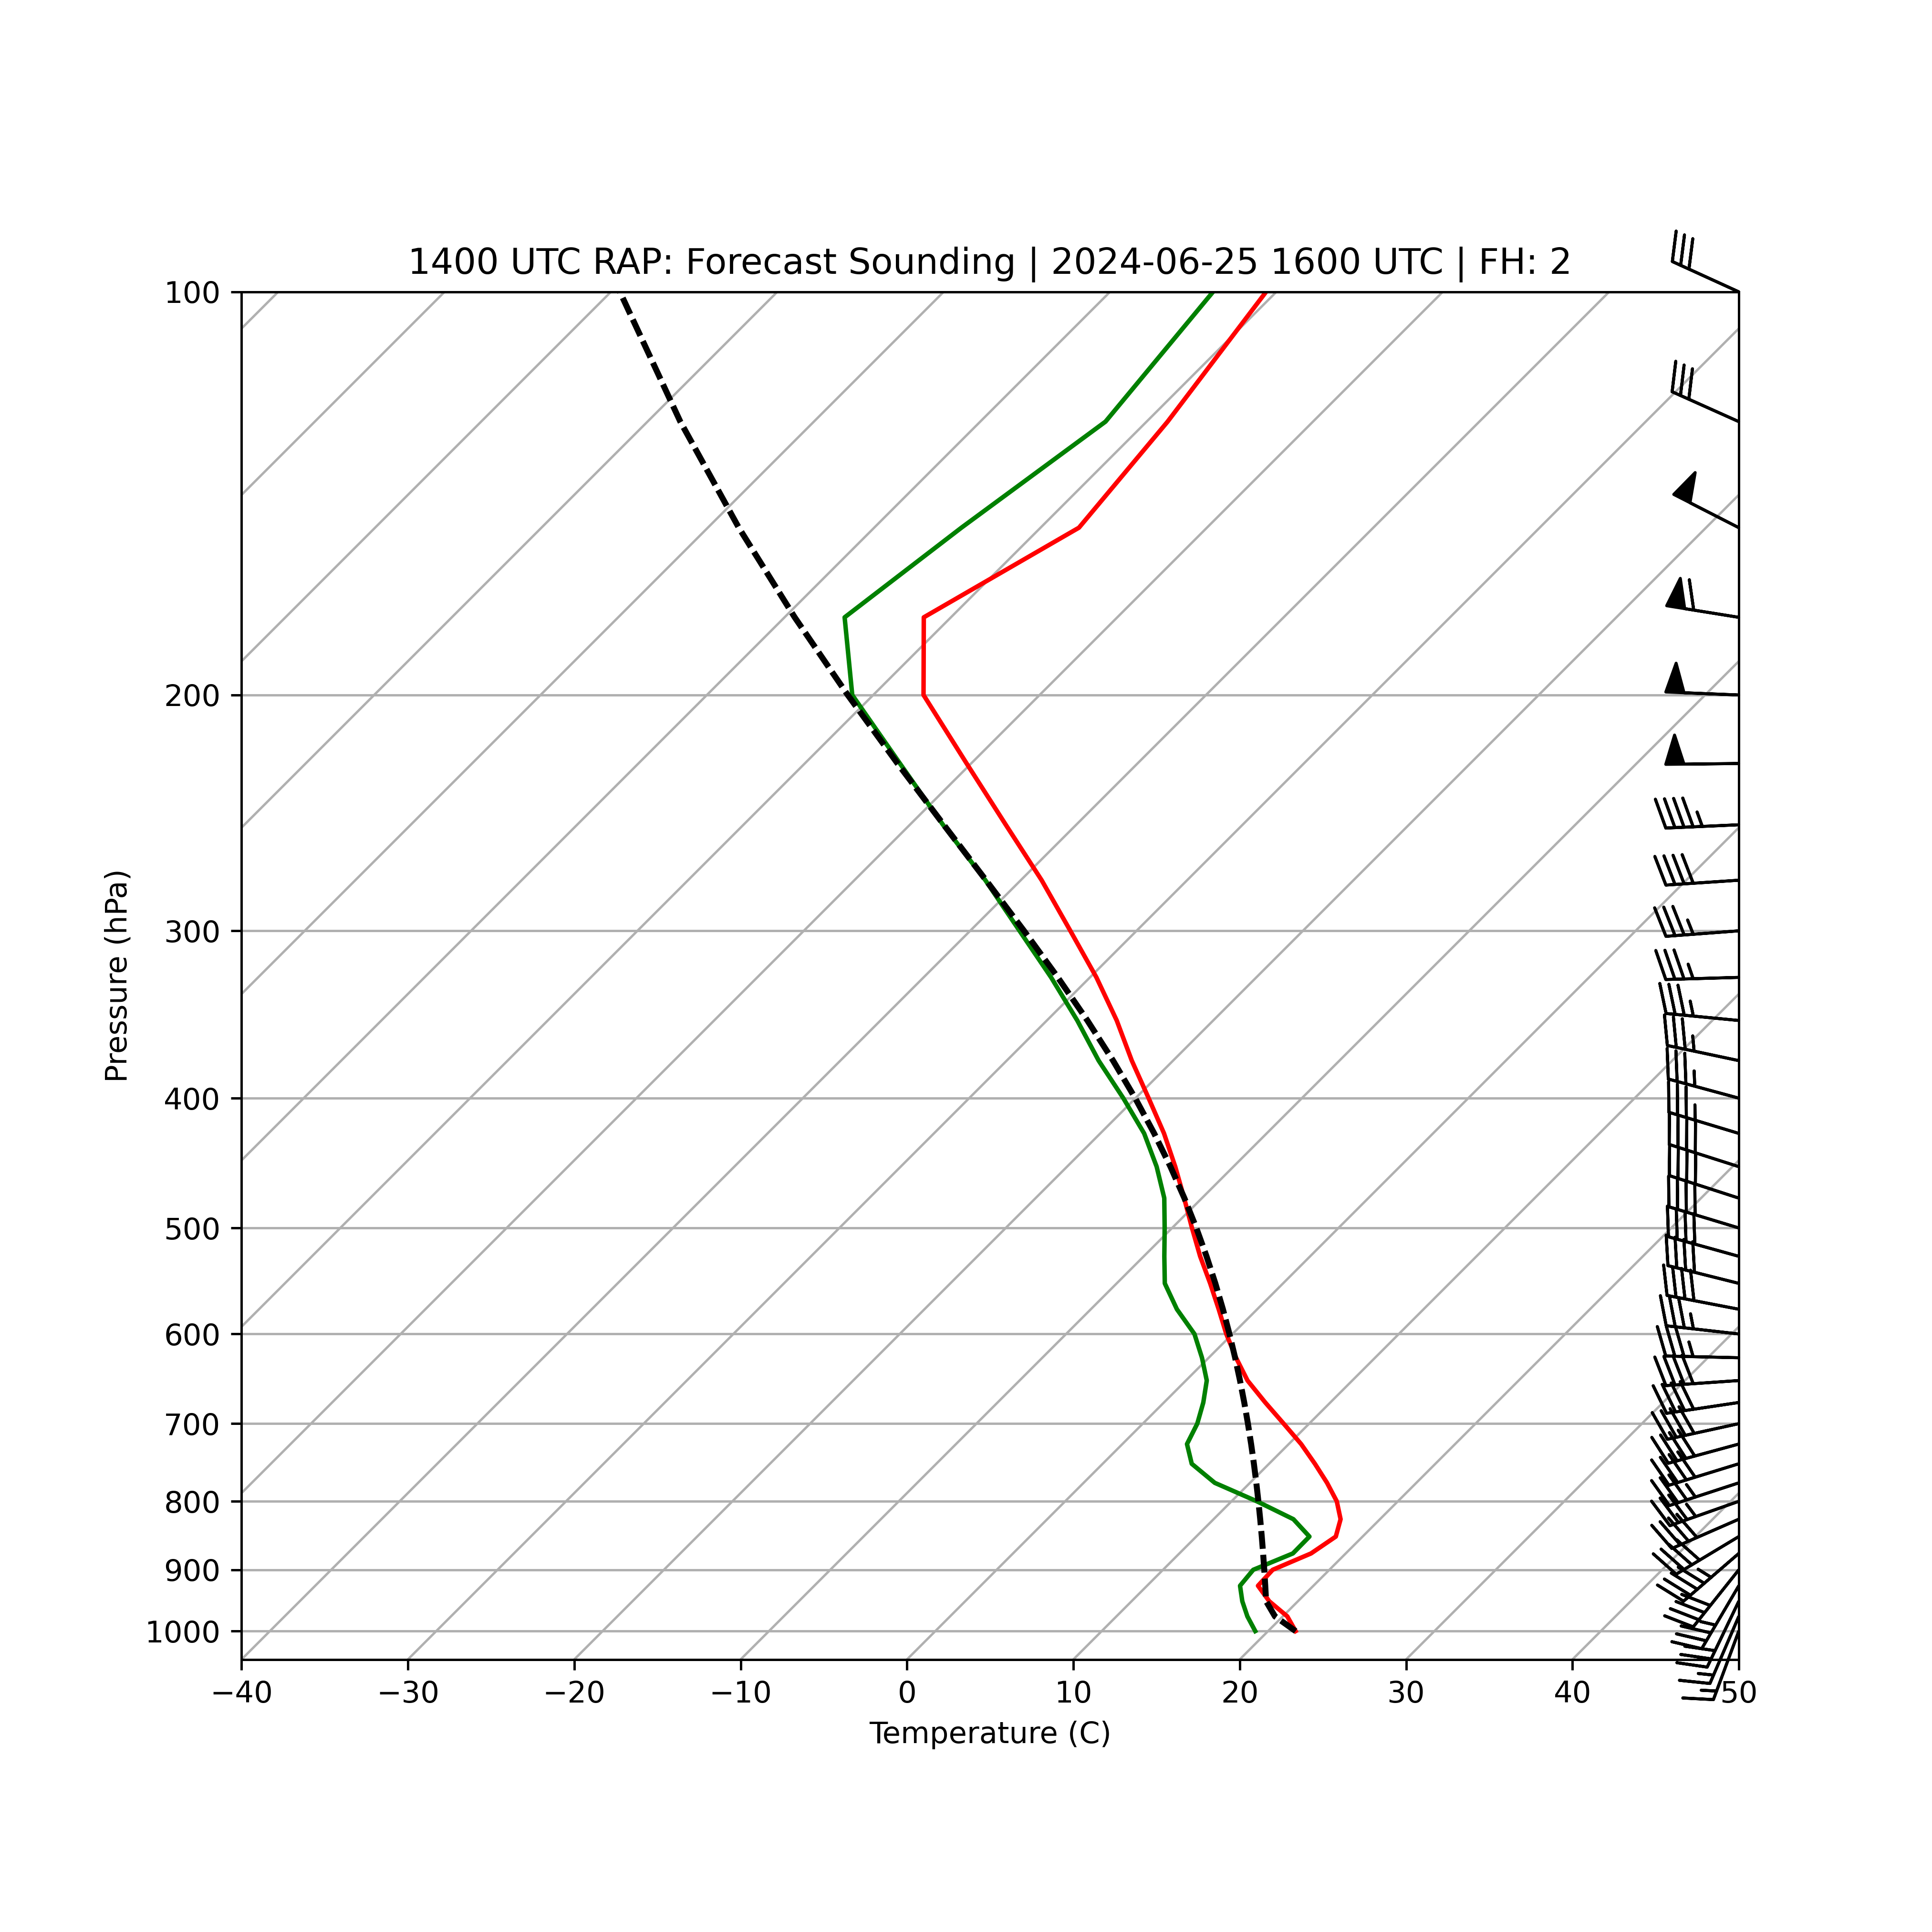 1400 UTC RAP: Forecast Sounding | 2024-06-25 1600 UTC | FH: 2
100
200
300
400
500
600
700
800
900
1000
Pressure (hPa)
−40 −30 −20 −10 0 10 20 30 40 50
Temperature (C)